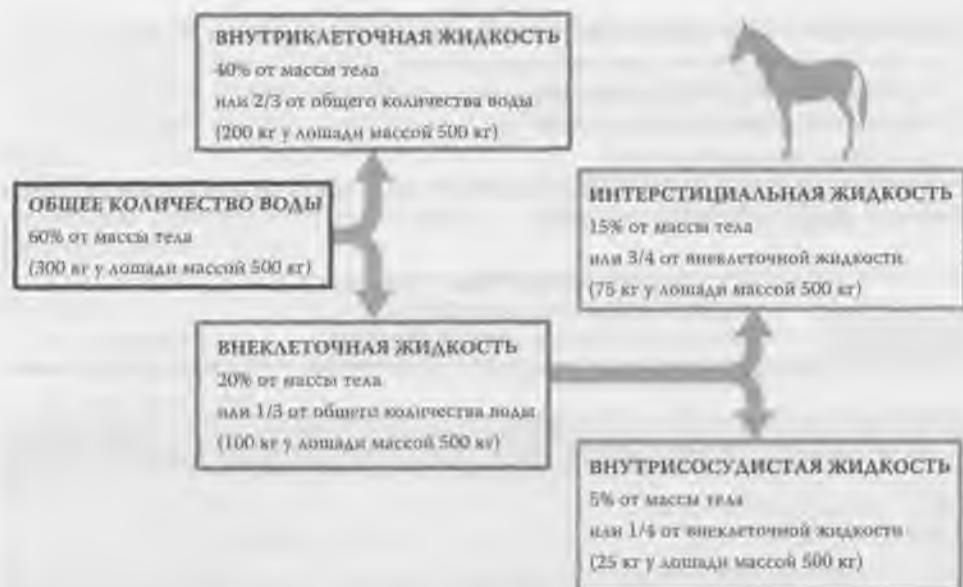 ВНУТРИКЛЕТОЧНАЯ ЖИДКОСТЬ
40% от массы тела
или 2/3 от общего количества воды
(200 кг у лошади массой 500 кг)
ОБЩЕЕ КОЛИЧЕСТВО ВОДЫ
60% от массы тела
(300 кг у лошади массой 500 кг)
ВНЕКЛЕТОЧНАЯ ЖИДКОСТЬ
20% от массы тела
или 1/3 от общего количества воды
(100 кг у лошади массой 500 кг)
ИНТЕРСТИЦИАЛЬНАЯ ЖИДКОСТЬ
15% от массы тела
или 3/4 от внеклеточной жидкости
(75 кг у лошади массой 500 кг)
ВНУТРИСОСУДИСТАЯ ЖИДКОСТЬ
5% от массы тела
или 1/4 от внеклеточной жидкости
(25 кг у лошади массой 500 кг)